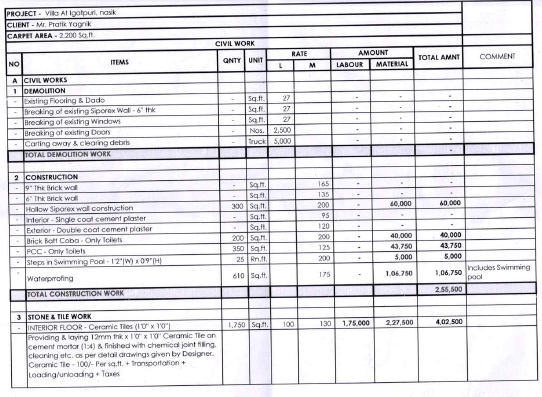 PROJECT - Villa At Igatpuri, nasik
CLIENT - Mr. Pratik Yagnik
CARPET AREA - 2,200 Sq.ft.
CIVIL WORK
NO ITEMS QNTY UNIT RATE AMOUNT TOTAL AMNT COMMENT
L M LABOUR MATERIAL
A CIVIL WORKS
1 DEMOLITION
- Existing Flooring & Dado - Sq.ft. 27 - - -
- Breaking of existing Siporex Wall - 6" thk - Sq.ft. 27 - - -
- Breaking of existing Windows - Sq.ft. 27 - - -
- Breaking of existing Doors - Nos. 2,500 - - -
- Carting away & clearing debris - Truck 5,000 - - -
TOTAL DEMOLITION WORK -
2 CONSTRUCTION
- 9" Thk Brick wall - Sq.ft. 165 - - -
- 6" Thk Brick wall - Sq.ft. 135 - - -
- Hollow Siporex wall construction 300 Sq.ft. 200 - 60,000 60,000
- Interior - Single coat cement plaster - Sq.ft. 95 - - -
- Exterior - Double coat cement plaster - Sq.ft. 120 - - -
- Brick Batt Coba - Only Toilets 200 Sq.ft. 200 - 40,000 40,000
- PCC - Only Toilets 350 Sq.ft. 125 - 43,750 43,750
- Steps in Swimming Pool - 1'2"(W) x 0'9"(H) 25 Rn.ft. 200 - 5,000 5,000
- Waterproofing 610 Sq.ft. 175 - 1,06,750 1,06,750 Includes Swimming pool
TOTAL CONSTRUCTION WORK 2,55,500
3 STONE & TILE WORK
- INTERIOR FLOOR - Ceramic Tiles (1'0" x 1'0") 1,750 Sq.ft. 100 130 1,75,000 2,27,500 4,02,500
Providing & laying 12mm thk x 1'0" x 1'0" Ceramic Tile on
cement mortar (1:4) & finished with chemical joint filling,
cleaning etc. as per detail drawings given by Designer.
Ceramic Tile - 100/- Per sq.ft. + Transportation +
Loading/unloading + Taxes